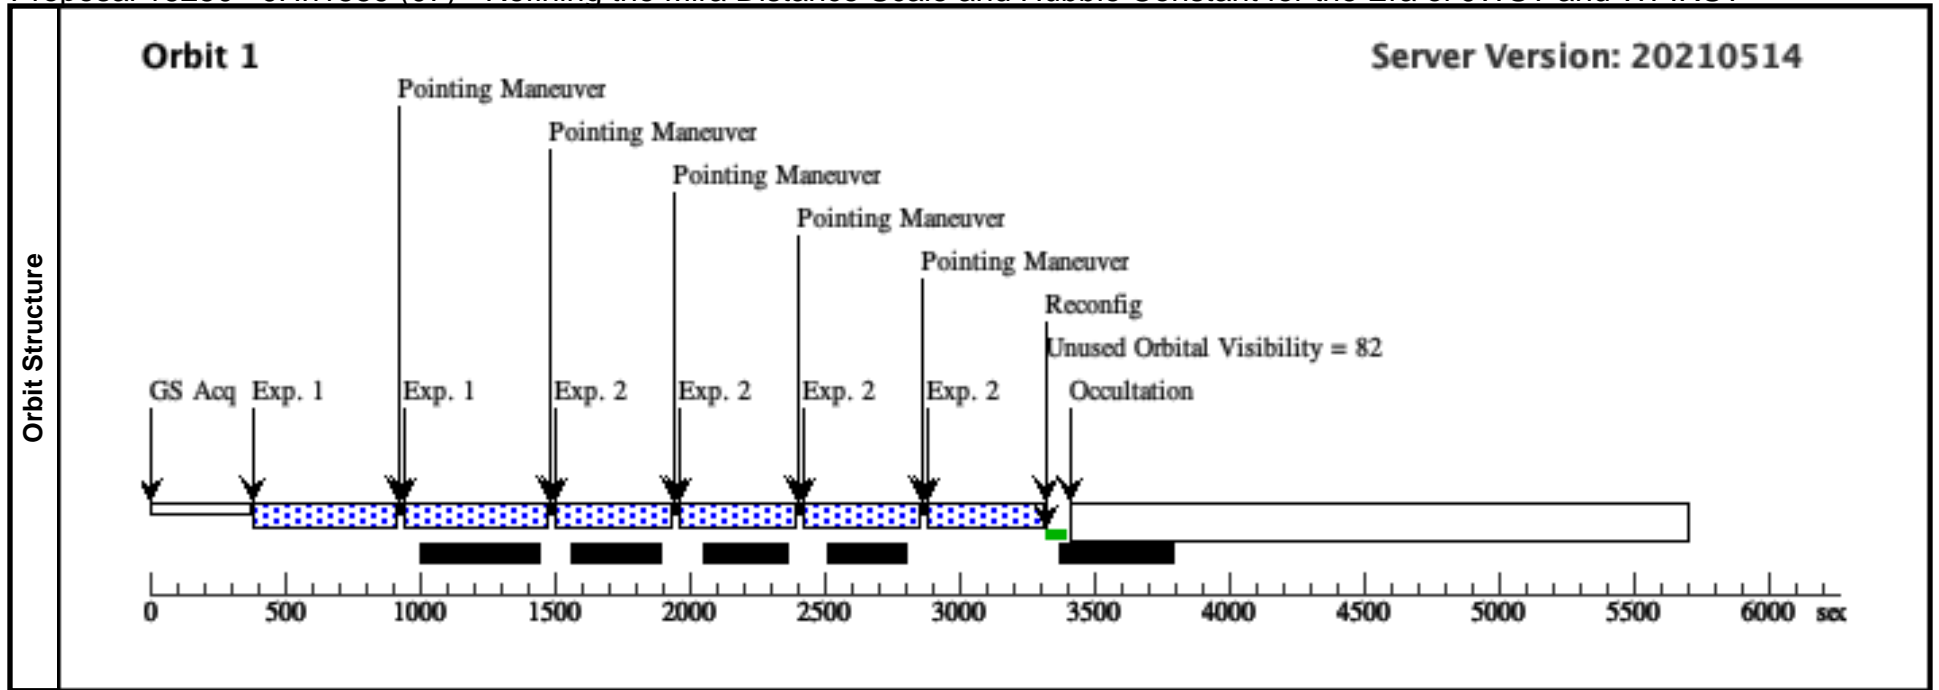 Orbit Structure
Orbit 1
Server Version: 20210514
Pointing Maneuver
Pointing Maneuver
Pointing Maneuver
Pointing Maneuver
Pointing Maneuver
Reconfig
Unused Orbital Visibility = 82
GS Acq Exp. 1 Exp. 1 Exp. 2 Exp. 2 Exp. 2 Exp. 2 Occultation
0 500 1000 1500 2000 2500 3000 3500 4000 4500 5000 5500 6000 sec